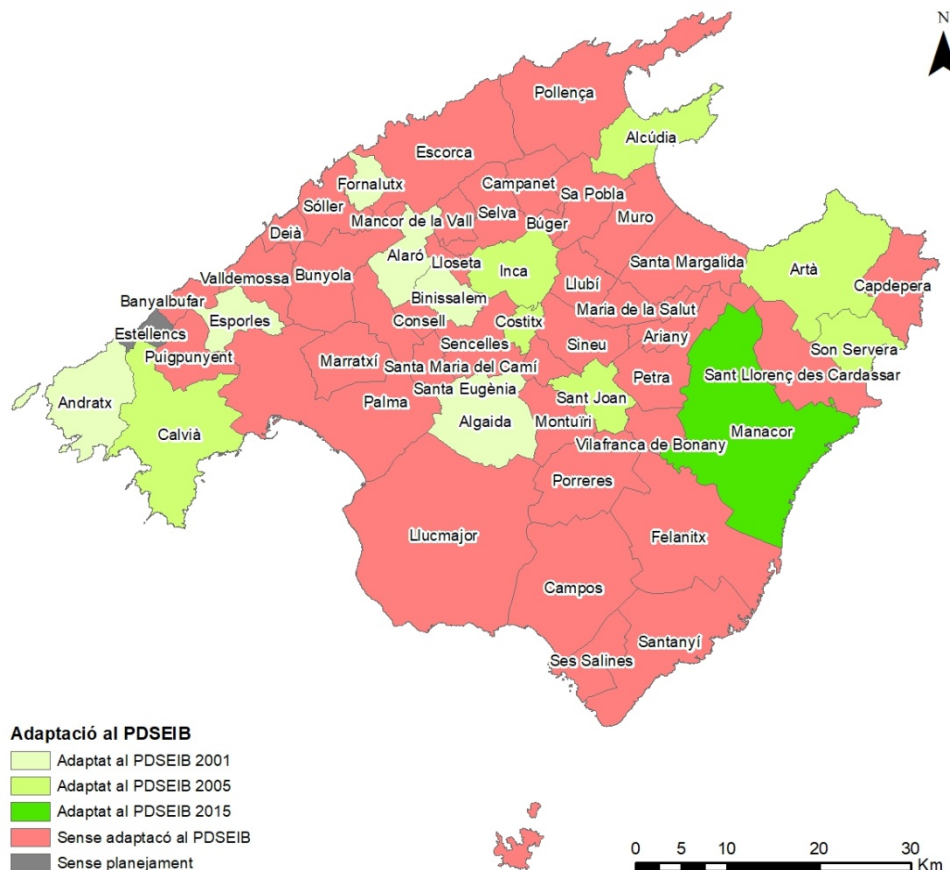 N
Pollença
Alcúdia
Escorca
Fornalutx
Campanet
Sa Pobla
Sóller
Mancor de la Vall
Selva
Búger
Muro
Deià
Alaró
Lloseta
Inca
Santa Margalida
Artà
Valldemossa
Bunyola
Llubí
Capdepera
Banyalbufar
Binissalem
Maria de la Salut
Esporles
Consell
Costitx
Estellencs
Ariany
Sencelles
Sineu
Son Servera
Puigpunyent
Marratxí
Santa Maria del Camí
Petra
Sant Llorenç des Cardassar
Santa Eugènia
Andratx
Palma
Sant Joan
Algaida
Montuïri
Calvià
Manacor
Vilafranca de Bonany
Porreres
Llucmajor
Felanitx
Campos
Santanyí
Ses Salines
Adaptació al PDSEIB
Adaptat al PDSEIB 2001
Adaptat al PDSEIB 2005
Adaptat al PDSEIB 2015
Sense adaptacó al PDSEIB
Sense planejament
0 5 10 20 30
Km